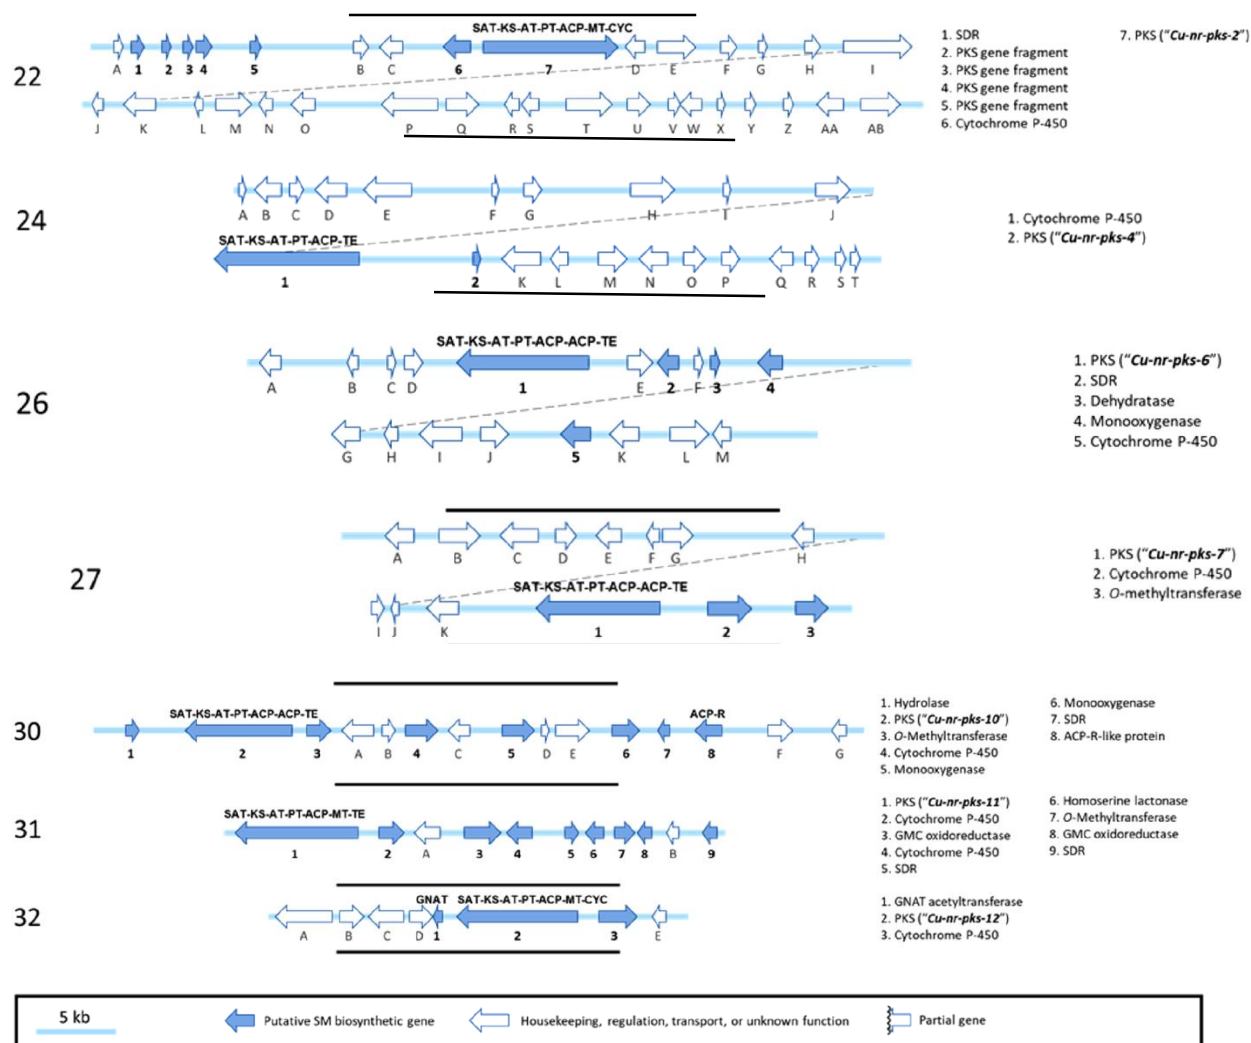 SAT-KS-AT-PT-ACP-MT-CYC
22
A 1 2 3 4 5 B C 6 7 D E F G H I
J K L M N O P Q R S T U V W X Y Z AA AB
1. SDR
2. PKS gene fragment
3. PKS gene fragment
4. PKS gene fragment
5. PKS gene fragment
6. Cytochrome P-450
7. PKS ("Cu-nr-pks-2")
24
A B C D E F G H I J
SAT-KS-AT-PT-ACP-TE
1 2 K L M N O P Q R S T
1. Cytochrome P-450
2. PKS ("Cu-nr-pks-4")
26
SAT-KS-AT-PT-ACP-ACP-TE
A B C D 1 E 2 F 3 4
G H I J 5 K L M
1. PKS ("Cu-nr-pks-6")
2. SDR
3. Dehydratase
4. Monooxygenase
5. Cytochrome P-450
27
A B C D E F G H
SAT-KS-AT-PT-ACP-ACP-TE
I J K 1 2 3
1. PKS ("Cu-nr-pks-7")
2. Cytochrome P-450
3. O-methyltransferase
30
SAT-KS-AT-PT-ACP-ACP-TE ACP-R
1 2 3 A B 4 C 5 D E 6 7 8 F G
1. Hydrolase
2. PKS ("Cu-nr-pks-10")
3. O-Methyltransferase
4. Cytochrome P-450
5. Monooxygenase
6. Monooxygenase
7. SDR
8. ACP-R-like protein
31
SAT-KS-AT-PT-ACP-MT-TE
1 2 A 3 4 5 6 7 8 B 9
1. PKS ("Cu-nr-pks-11")
2. Cytochrome P-450
3. GMC oxidoreductase
4. Cytochrome P-450
5. SDR
6. Homoserine lactonase
7. O-Methyltransferase
8. GMC oxidoreductase
9. SDR
32
GNAT SAT-KS-AT-PT-ACP-MT-CYC
A B C D 1 2 3 E
1. GNAT acetyltransferase
2. PKS ("Cu-nr-pks-12")
3. Cytochrome P-450
5 kb
Putative SM biosynthetic gene
Housekeeping, regulation, transport, or unknown function
Partial gene